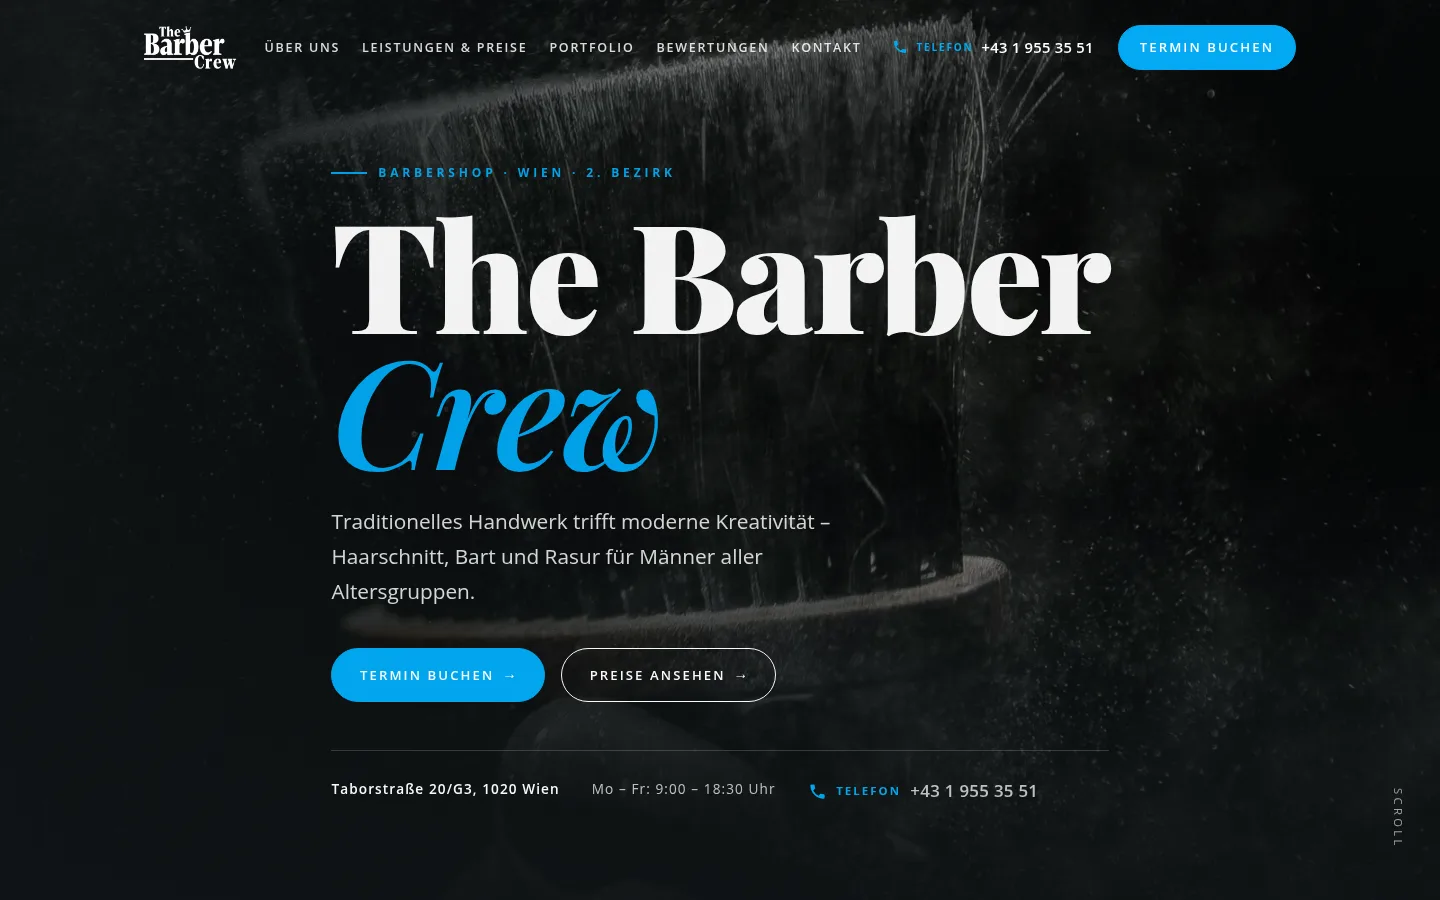 The
Barber
Crew
ÜBER UNS
LEISTUNGEN & PREISE
PORTFOLIO
BEWERTUNGEN
KONTAKT
TELEFON +43 1 955 35 51
TERMIN BUCHEN
BARBERSHOP · WIEN · 2. BEZIRK
The Barber
Crew
Traditionelles Handwerk trifft moderne Kreativität –
Haarschnitt, Bart und Rasur für Männer aller
Altersgruppen.
TERMIN BUCHEN →
PREISE ANSEHEN →
Taborstraße 20/G3, 1020 Wien
Mo – Fr: 9:00 – 18:30 Uhr
TELEFON +43 1 955 35 51
SCROLL